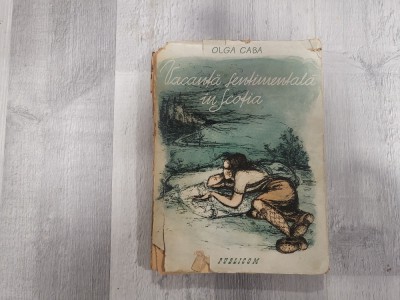 OLGA CABA
Vacanță sentimentală
în Scoția
PUBLICOM